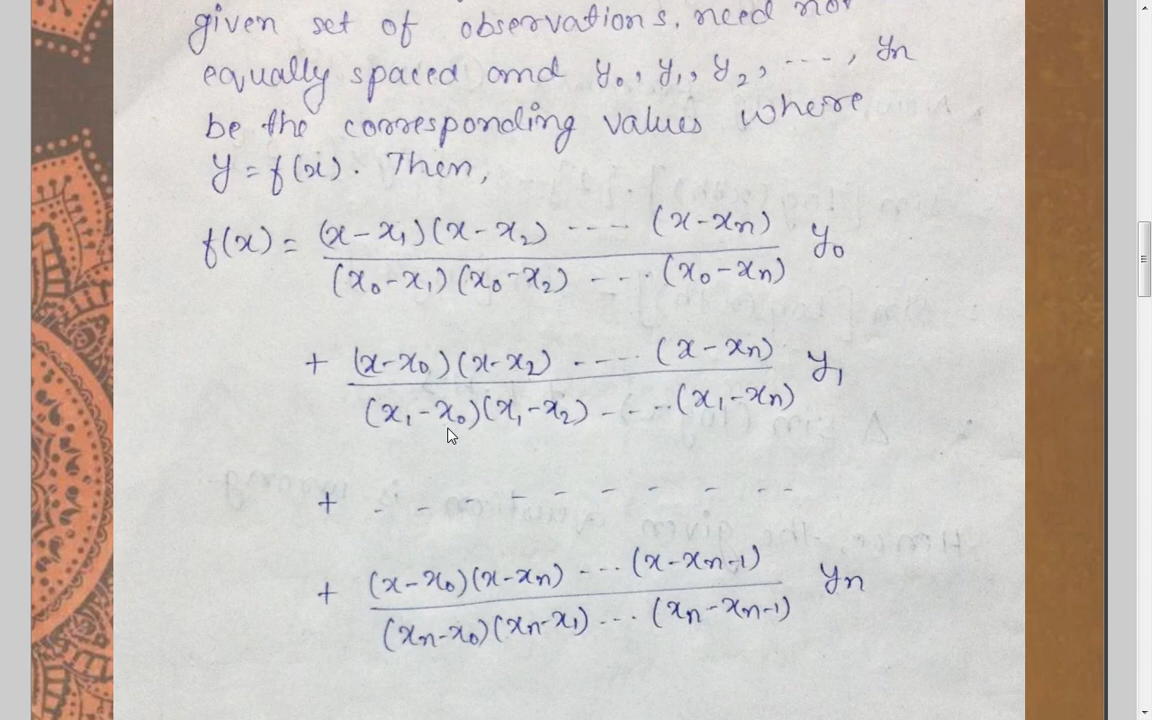 given set of observations, need not
equally spaced and y₀, y₁, y₂, ----, yn
be the corresponding values where
y = f(x). Then,
f(x) = (x-x₁)(x-x₂) ---- (x-xn) / (x₀-x₁)(x₀-x₂) --- (x₀-xn) y₀
+ (x-x₀)(x-x₂) ---- (x-xn) / (x₁-x₀)(x₁-x₂) ---- (x₁-xn) y₁
+ - - - - - - - - - -
+ (x-x₀)(x-xn) --- (x-xn-1) / (xn-x₀)(xn-x₁) --- (xn-xn-1) yn